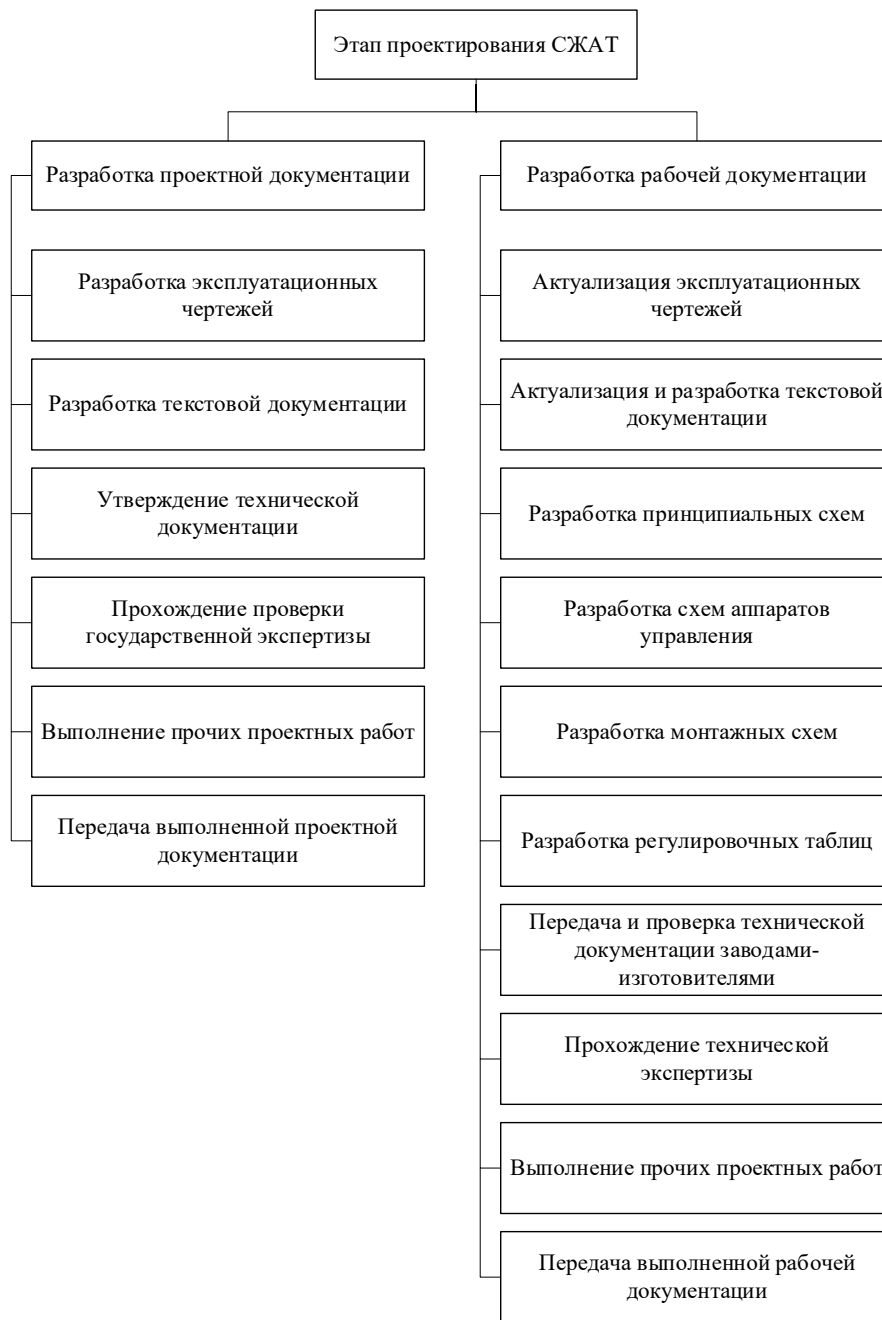 Этап проектирования СЖАТ
Разработка проектной документации
Разработка эксплуатационных
чертежей
Разработка текстовой документации
Утверждение технической
документации
Прохождение проверки
государственной экспертизы
Выполнение прочих проектных работ
Передача выполненной проектной
документации
Разработка рабочей документации
Актуализация эксплуатационных
чертежей
Актуализация и разработка текстовой
документации
Разработка принципиальных схем
Разработка схем аппаратов
управления
Разработка монтажных схем
Разработка регулировочных таблиц
Передача и проверка технической
документации заводами-
изготовителями
Прохождение технической
экспертизы
Выполнение прочих проектных работ
Передача выполненной рабочей
документации